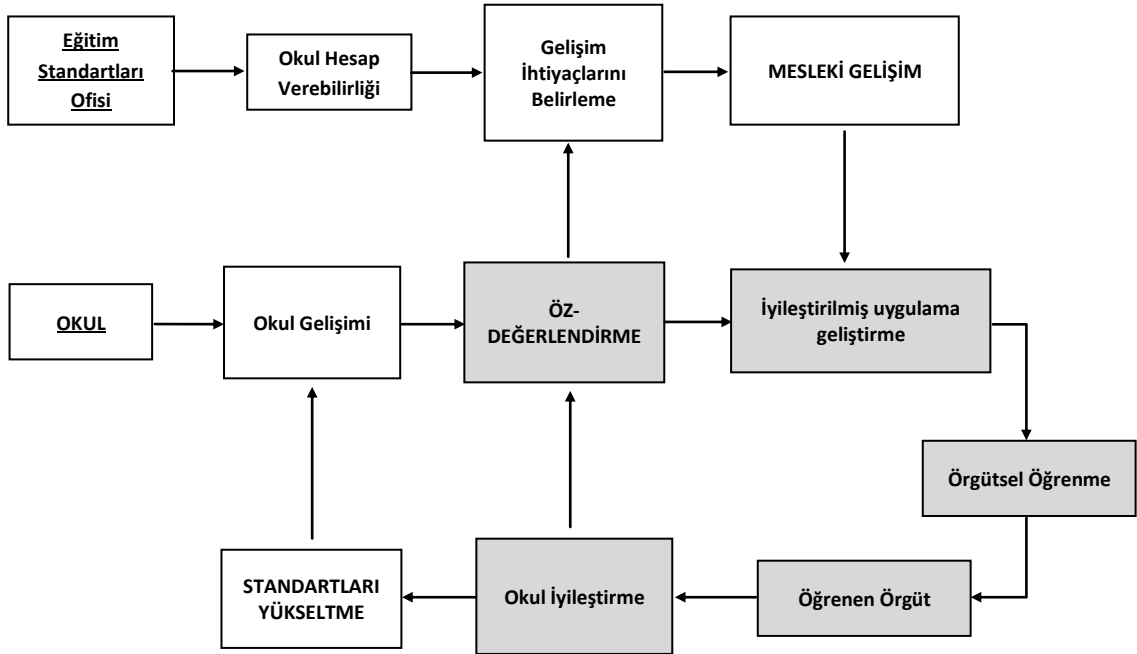 Eğitim
Standartları
Ofisi
Okul Hesap
Verebilirliği
Gelişim
İhtiyaçlarını
Belirleme
MESLEKİ GELİŞİM
OKUL
Okul Gelişimi
ÖZ-
DEĞERLENDİRME
İyileştirilmiş uygulama
geliştirme
Örgütsel Öğrenme
STANDARTLARI
YÜKSELTME
Okul İyileştirme
Öğrenen Örgüt